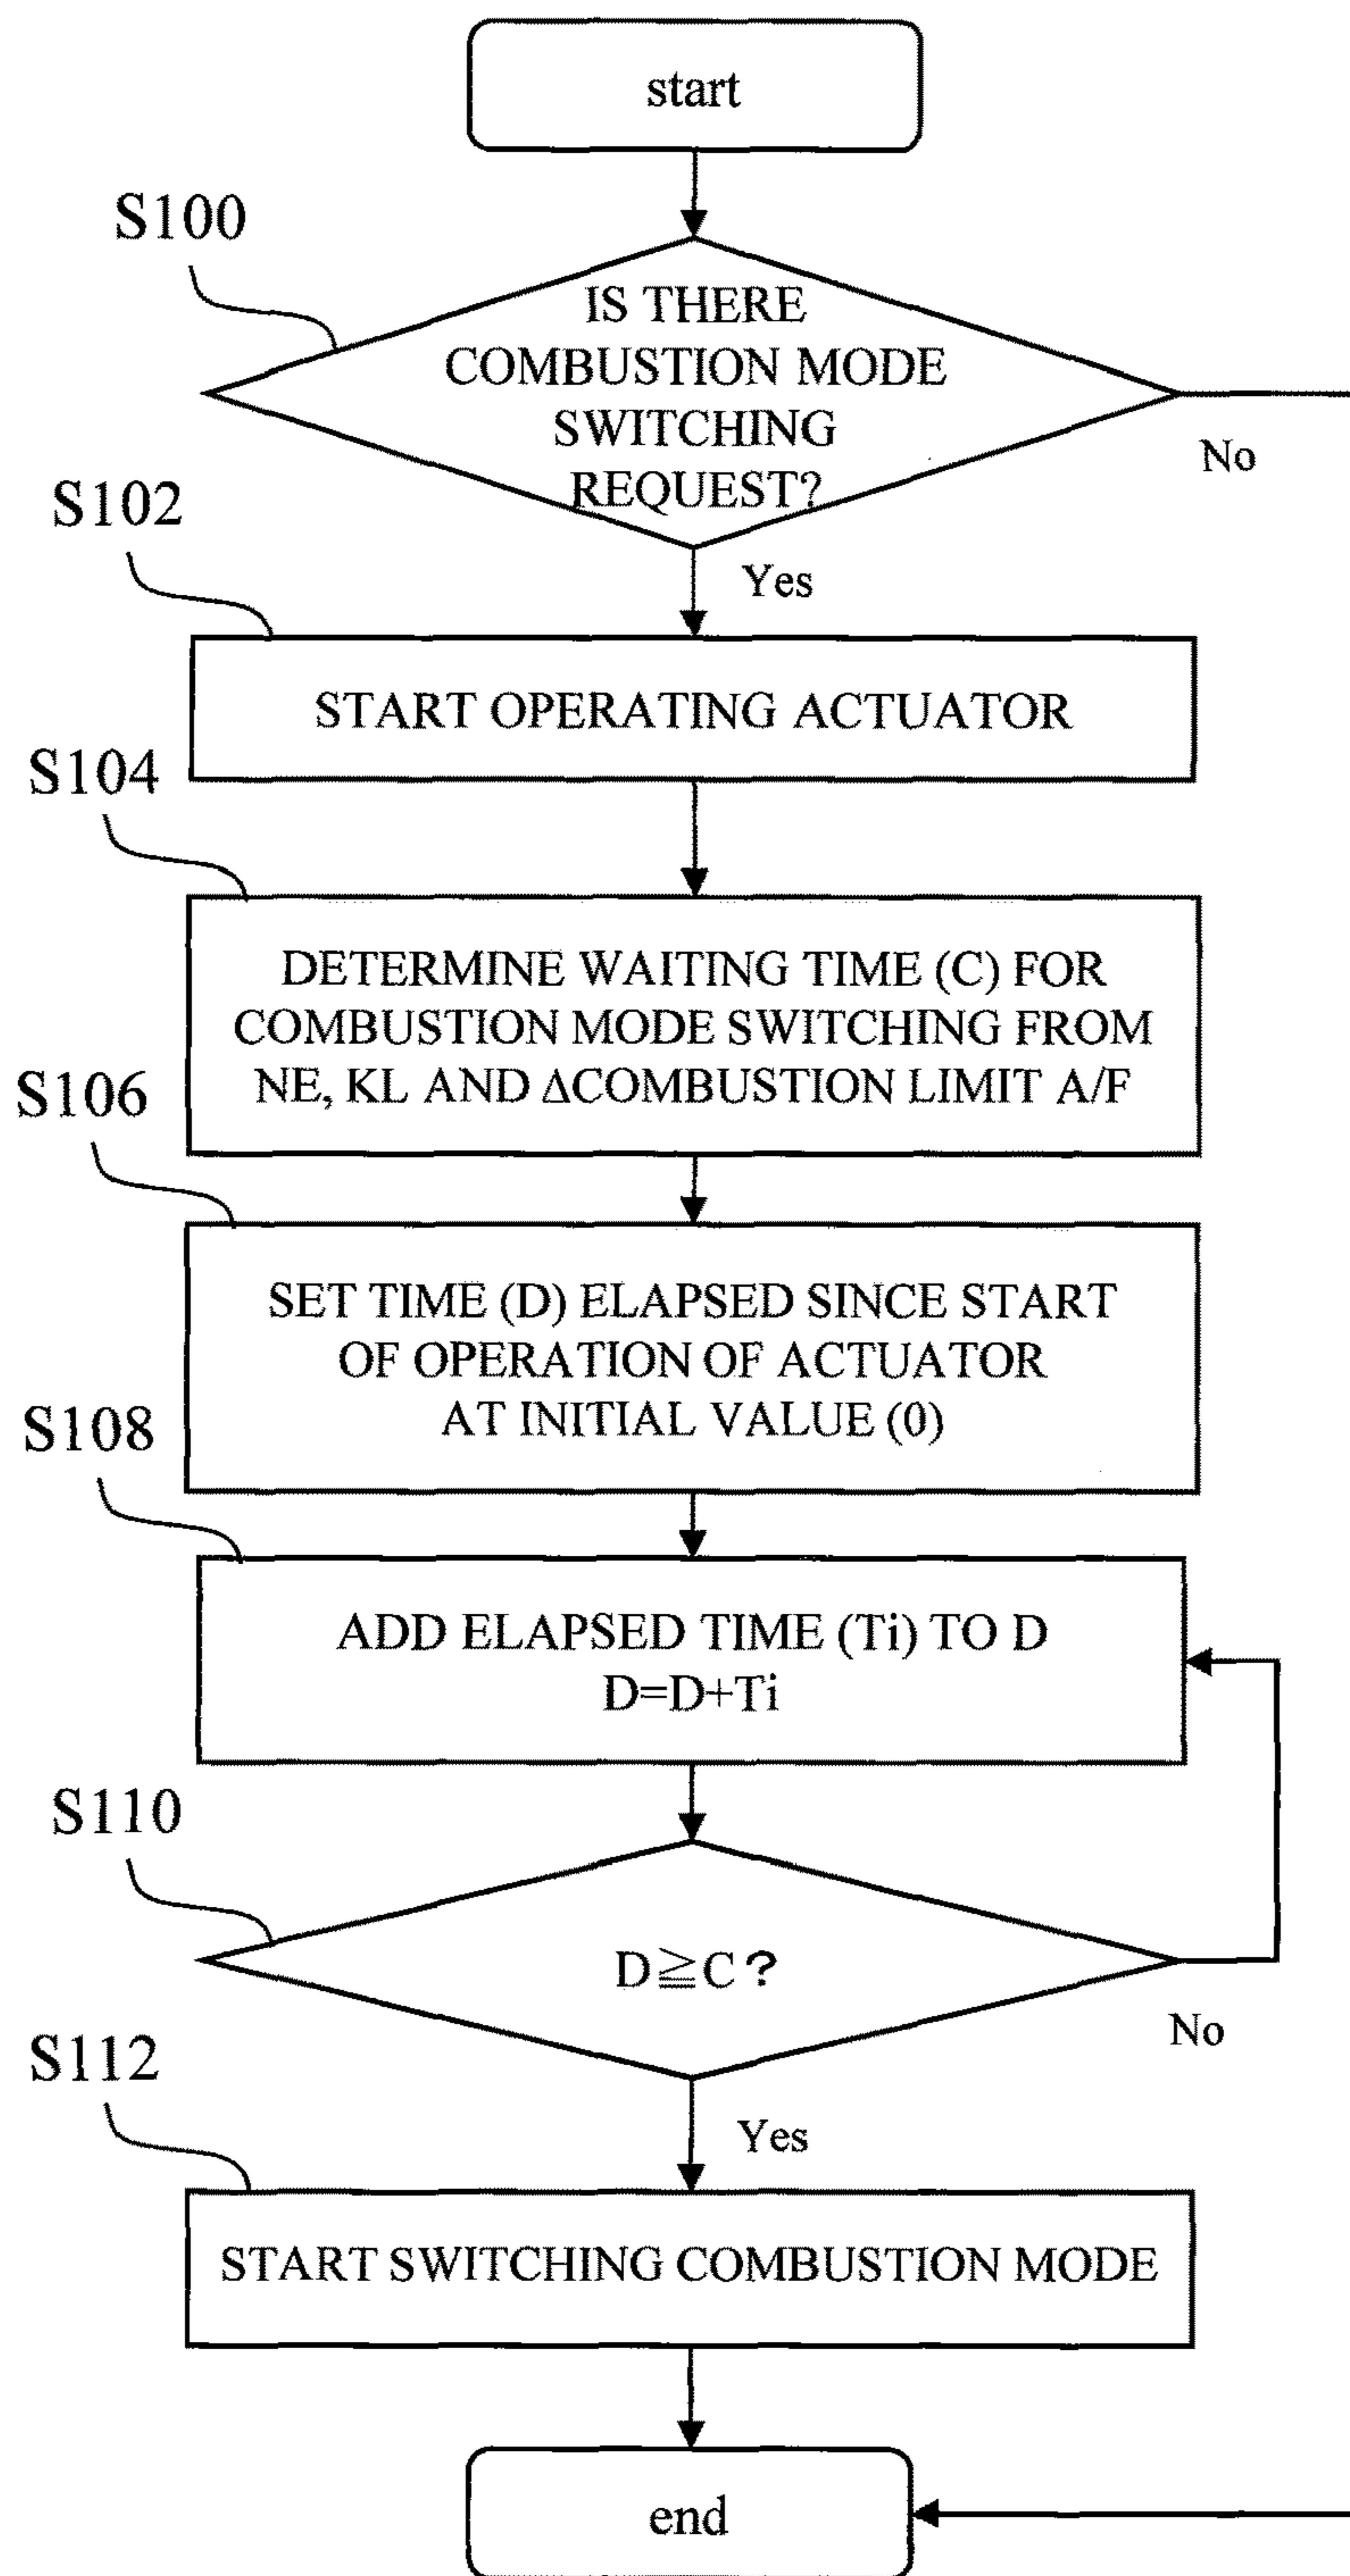 start
S100
IS THERE
COMBUSTION MODE
SWITCHING
REQUEST?
No
S102
Yes
START OPERATING ACTUATOR
S104
DETERMINE WAITING TIME (C) FOR
COMBUSTION MODE SWITCHING FROM
NE, KL AND ΔCOMBUSTION LIMIT A/F
S106
SET TIME (D) ELAPSED SINCE START
OF OPERATION OF ACTUATOR
AT INITIAL VALUE (0)
S108
ADD ELAPSED TIME (Ti) TO D
D=D+Ti
S110
D≧C?
No
S112
Yes
START SWITCHING COMBUSTION MODE
end